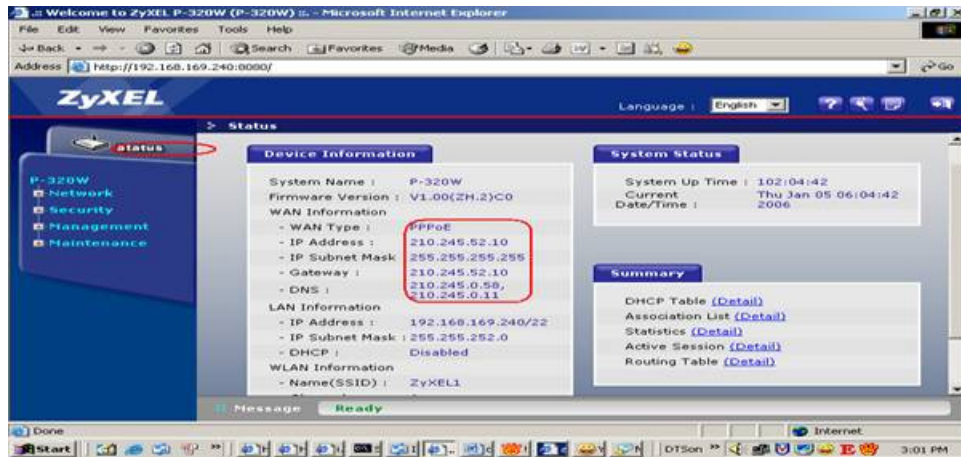 .:: Welcome to ZyXEL P-320W (P-320W) ::. - Microsoft Internet Explorer
File Edit View Favorites Tools Help
Back Search Favorites Media
Address http://192.168.169.240:8080/ Go
ZyXEL
Language : English
Status
> Status
P-320W
Network
Security
Management
Maintenance
Device Information
System Name : P-320W
Firmware Version : V1.00(ZH.2)C0
WAN Information
- WAN Type : PPPoE
- IP Address : 210.245.52.10
- IP Subnet Mask 255.255.255.255
- Gateway : 210.245.52.10
- DNS : 210.245.0.58,
210.245.0.11
LAN Information
- IP Address : 192.168.169.240/22
- IP Subnet Mask : 255.255.252.0
- DHCP : Disabled
WLAN Information
- Name(SSID) : ZyXEL1
System Status
System Up Time : 102:04:42
Current Date/Time : Thu Jan 05 06:04:42 2006
Summary
DHCP Table (Detail)
Association List (Detail)
Statistics (Detail)
Active Session (Detail)
Routing Table (Detail)
Message Ready
Done Internet
Start DTSon 3:01 PM